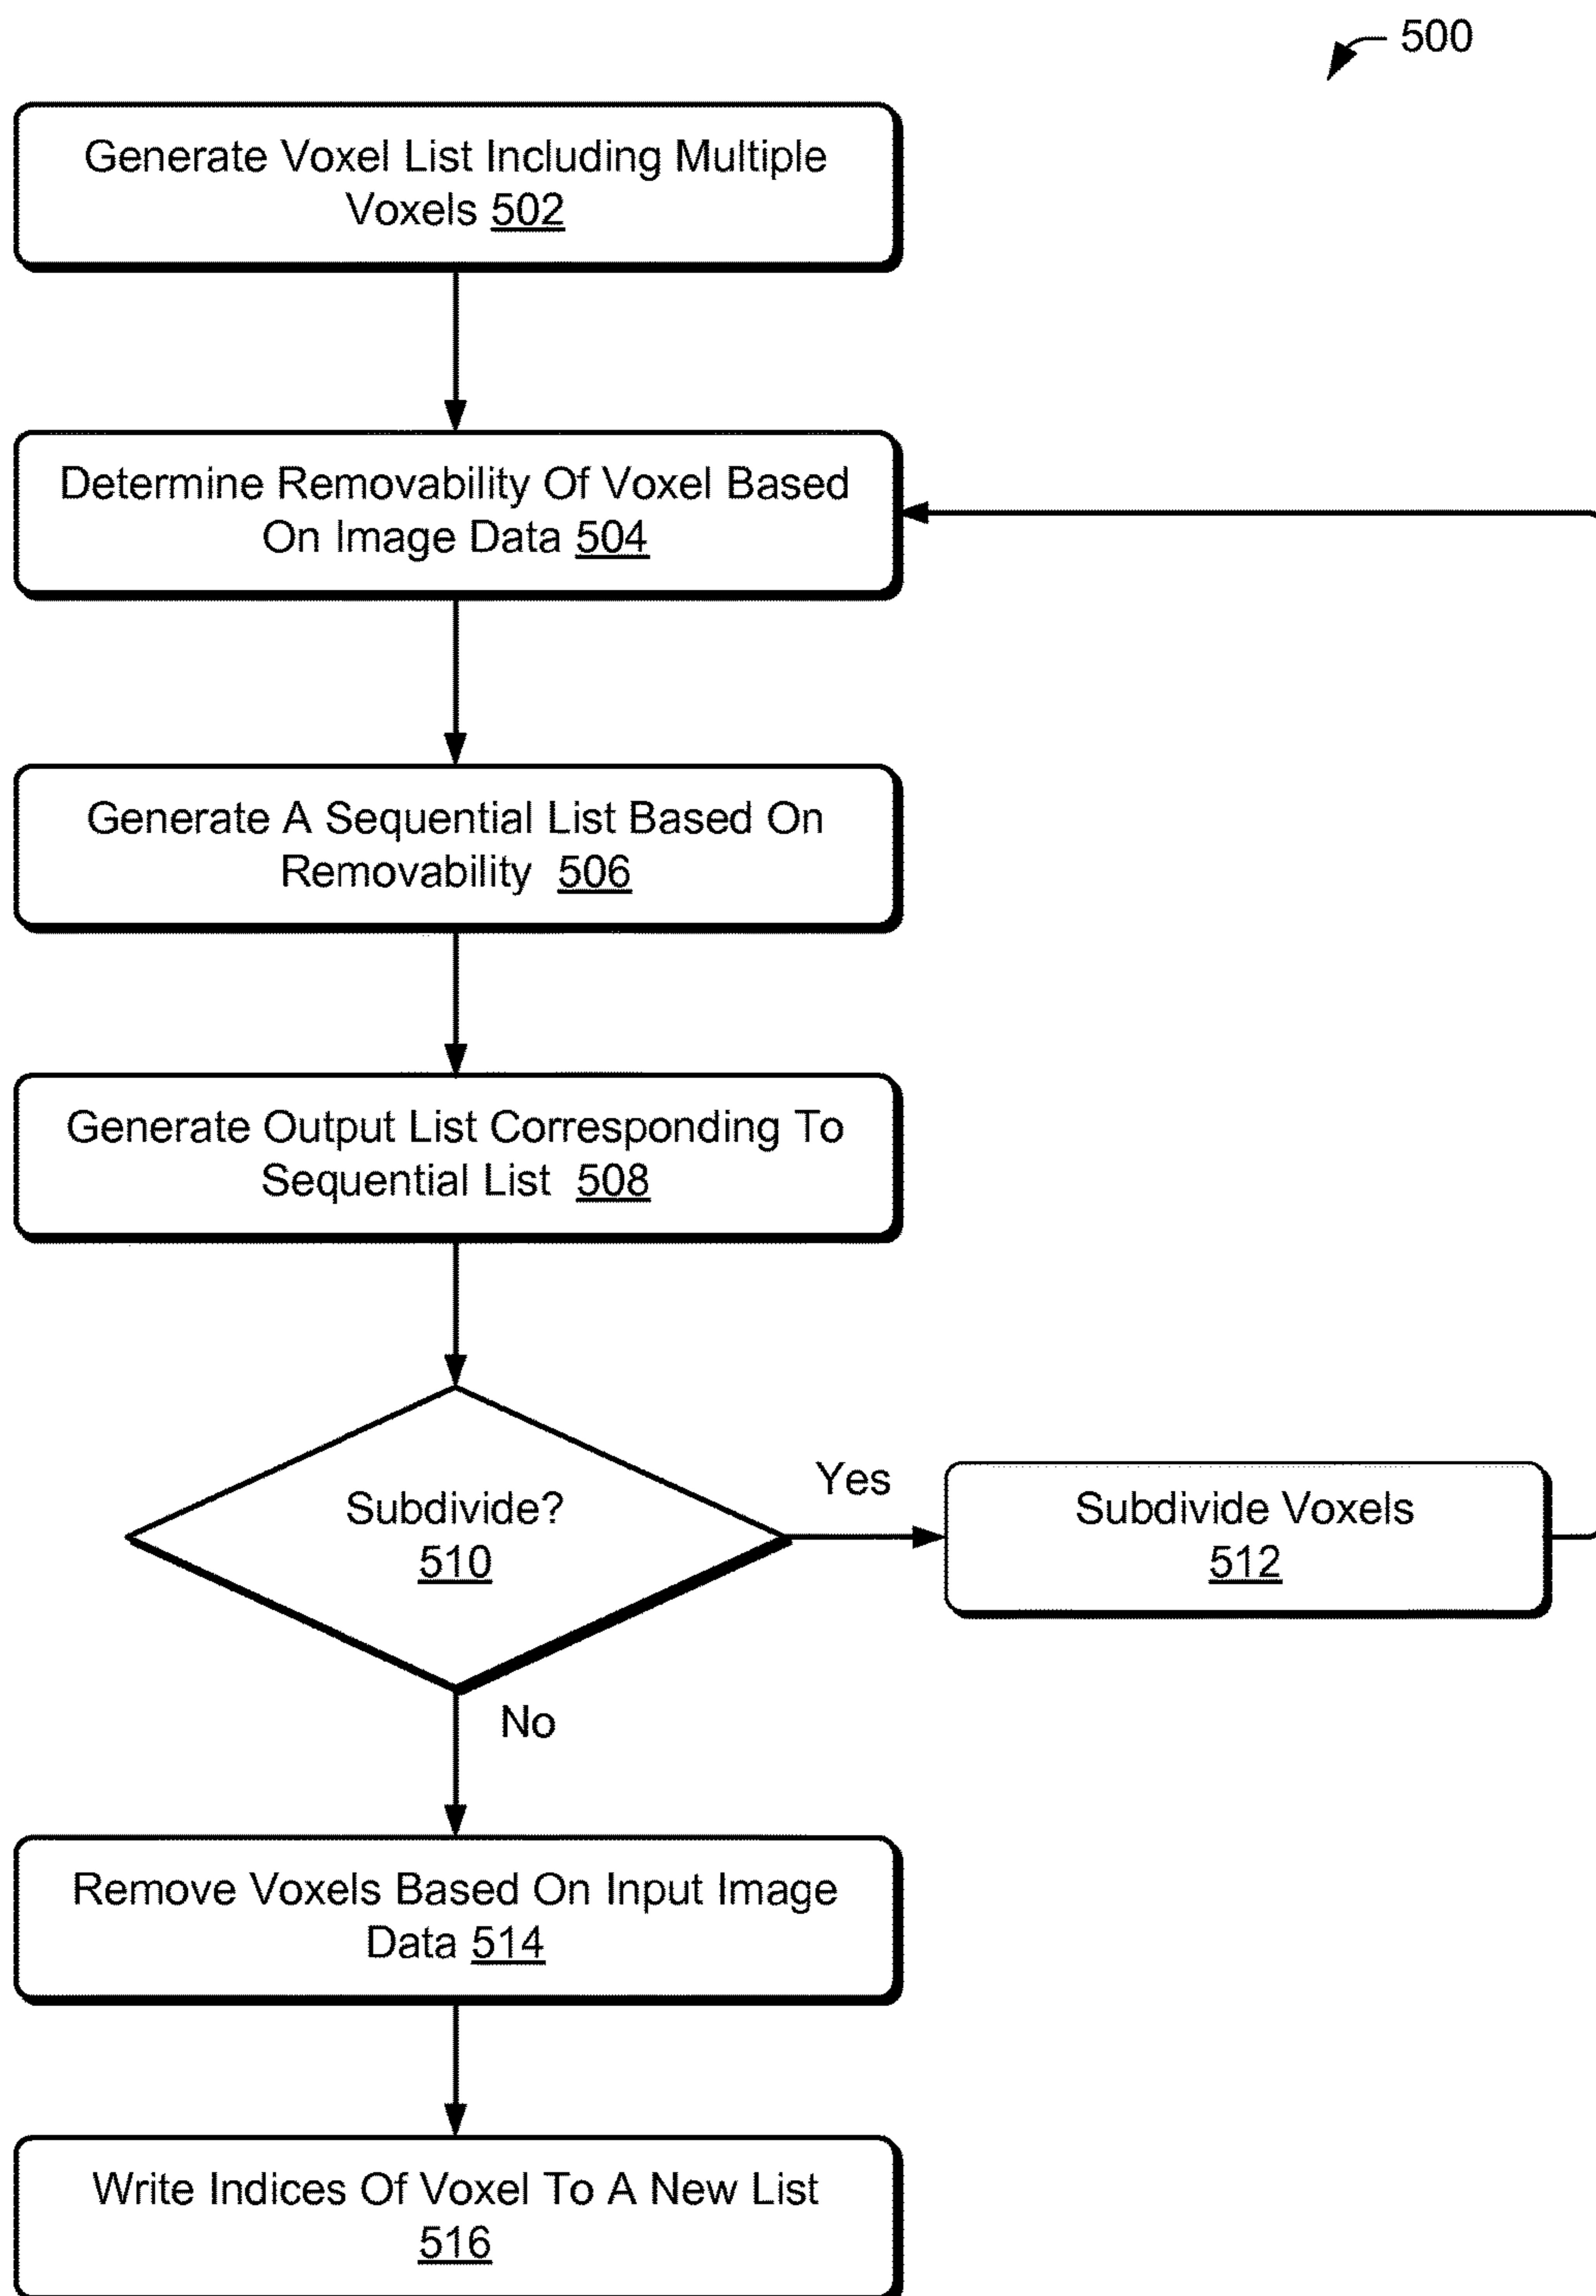 500
Generate Voxel List Including Multiple
Voxels 502
Determine Removability Of Voxel Based
On Image Data 504
Generate A Sequential List Based On
Removability 506
Generate Output List Corresponding To
Sequential List 508
Subdivide?
510
Yes
Subdivide Voxels
512
No
Remove Voxels Based On Input Image
Data 514
Write Indices Of Voxel To A New List
516